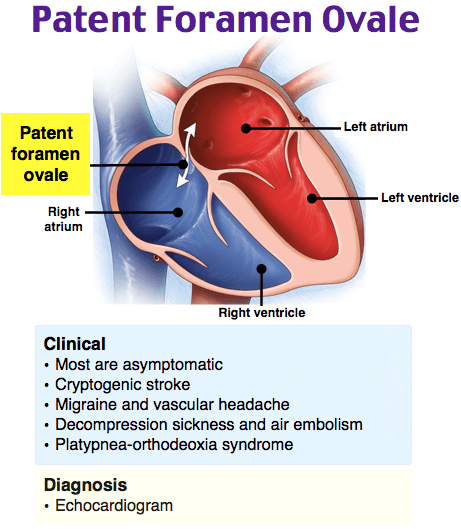 Patent Foramen Ovale
Patent
foramen
ovale
Left atrium
Left ventricle
Right
atrium
Right ventricle
Clinical
• Most are asymptomatic
• Cryptogenic stroke
• Migraine and vascular headache
• Decompression sickness and air embolism
• Platypnea-orthodeoxia syndrome
Diagnosis
• Echocardiogram